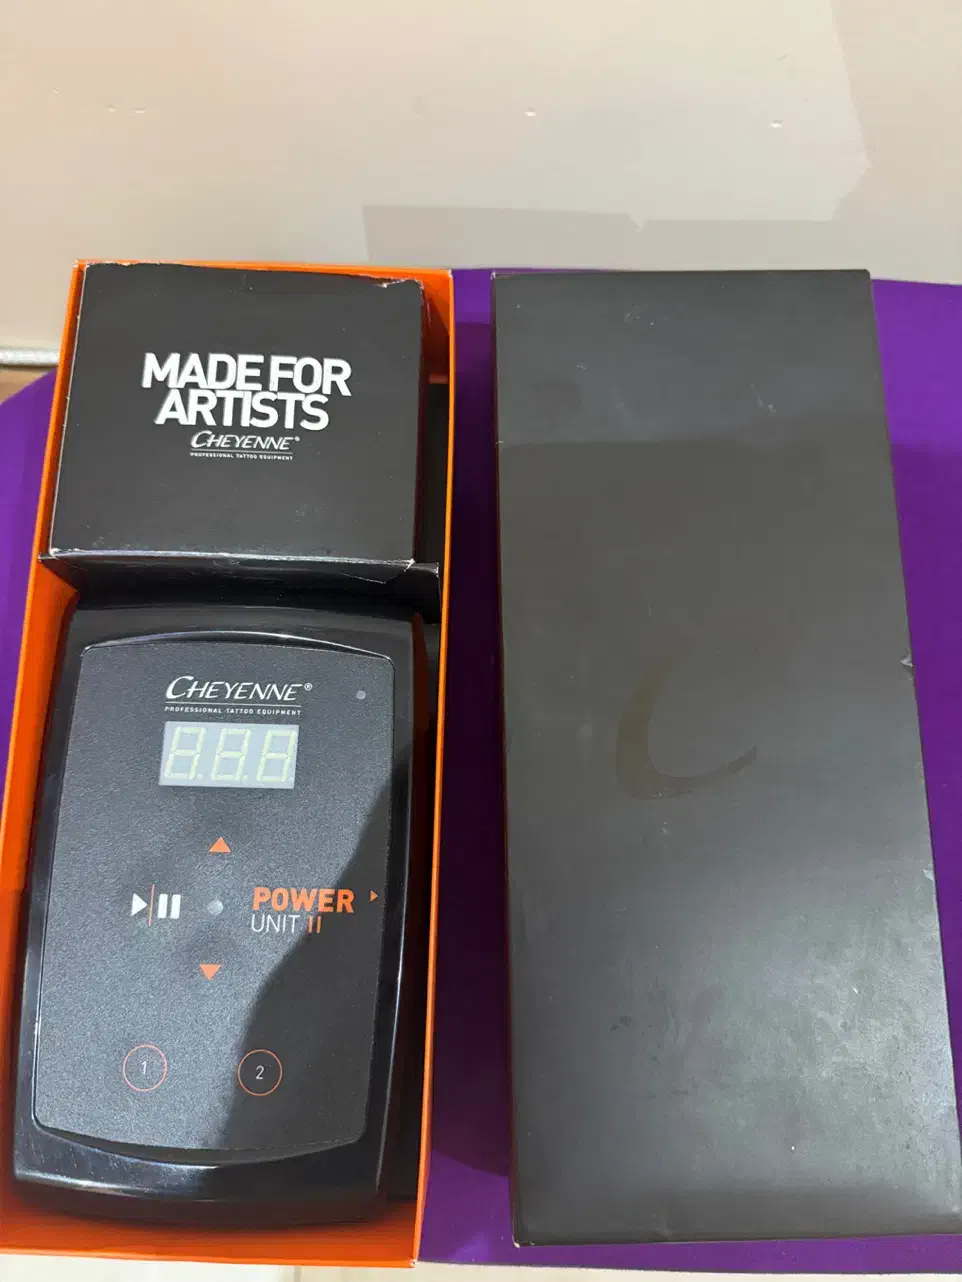 MADE FOR
ARTISTS
CHEYENNE®
PROFESSIONAL TATTOO EQUIPMENT
CHEYENNE®
PROFESSIONAL TATTOO EQUIPMENT
8.8.8
POWER
UNIT II
1
2